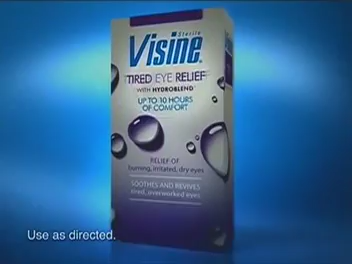 Sterile
Visine®
TIRED EYE RELIEF
WITH HYDROBLEND™
UP TO 10 HOURS
OF COMFORT
RELIEF OF
burning, irritated, dry eyes
SOOTHES AND REVIVES
tired, overworked eyes
Use as directed.